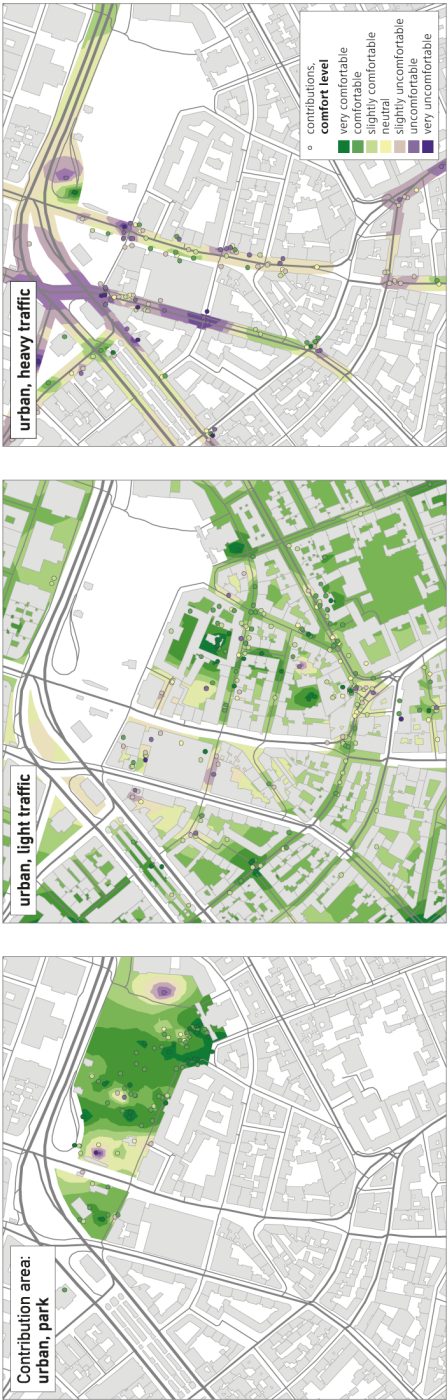 Contribution area:
urban, park
urban, light traffic
urban, heavy traffic
contributions,
comfort level
very comfortable
comfortable
slightly comfortable
neutral
slightly uncomfortable
uncomfortable
very uncomfortable